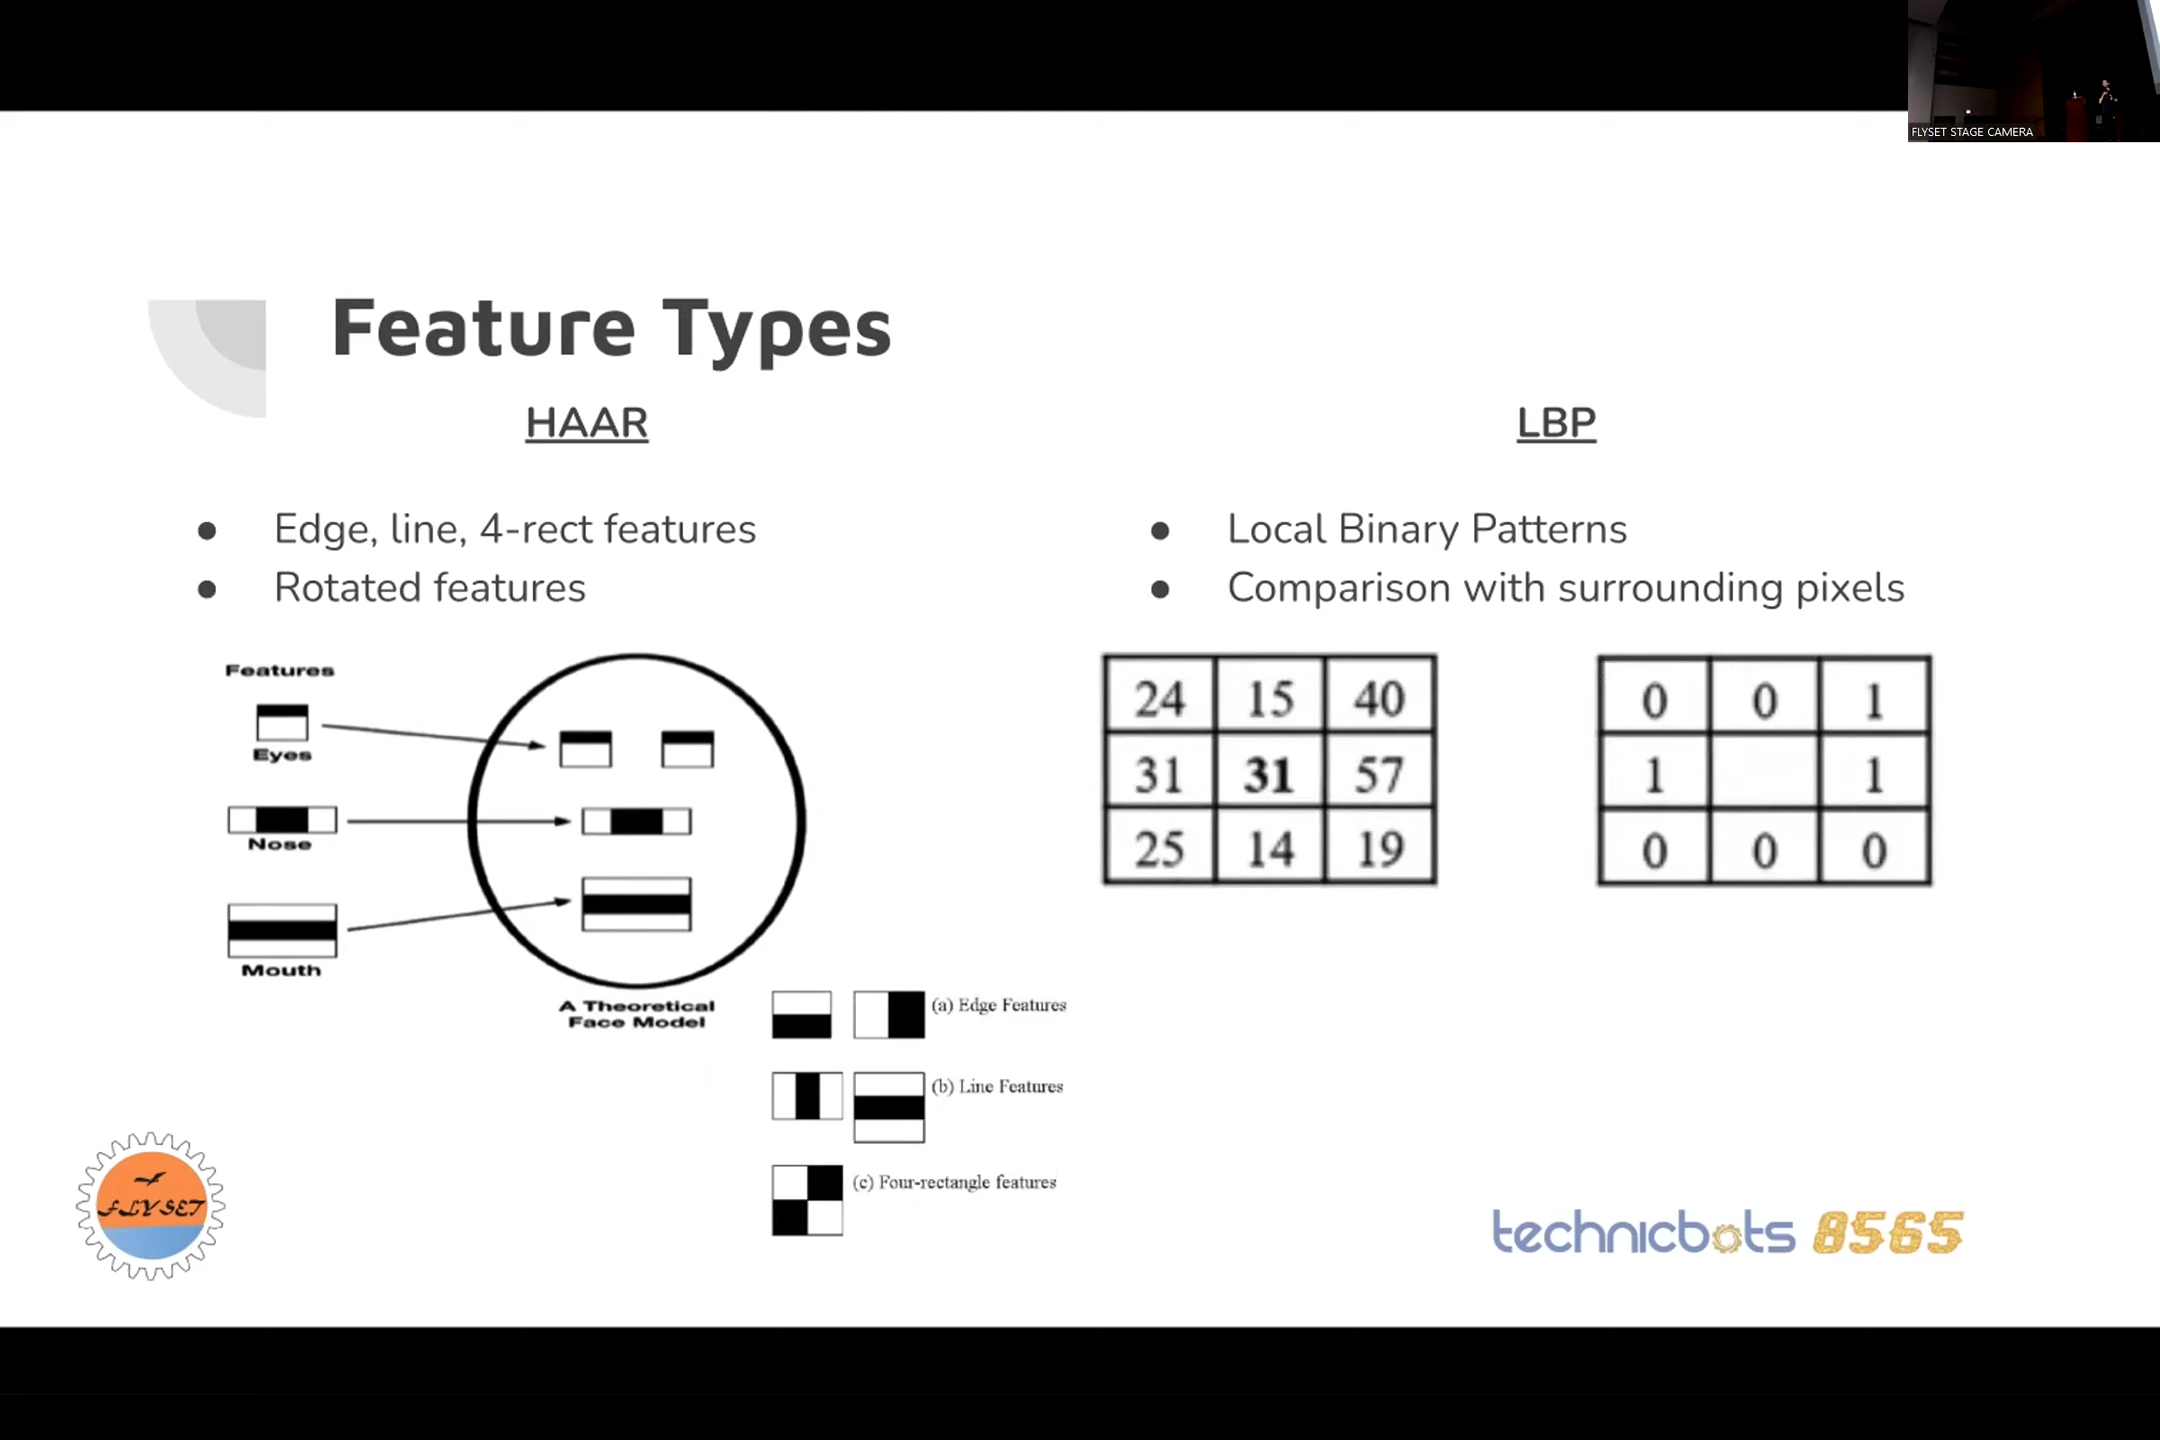 FLYSET STAGE CAMERA
Feature Types
HAAR
● Edge, line, 4-rect features
● Rotated features
Features
Eyes
Nose
Mouth
A Theoretical
Face Model
(a) Edge Features
(b) Line Features
(c) Four-rectangle features
LBP
● Local Binary Patterns
● Comparison with surrounding pixels
24 15 40
31 31 57
25 14 19
0 0 1
1 1
0 0 0
FLYSET
technicbots 8565